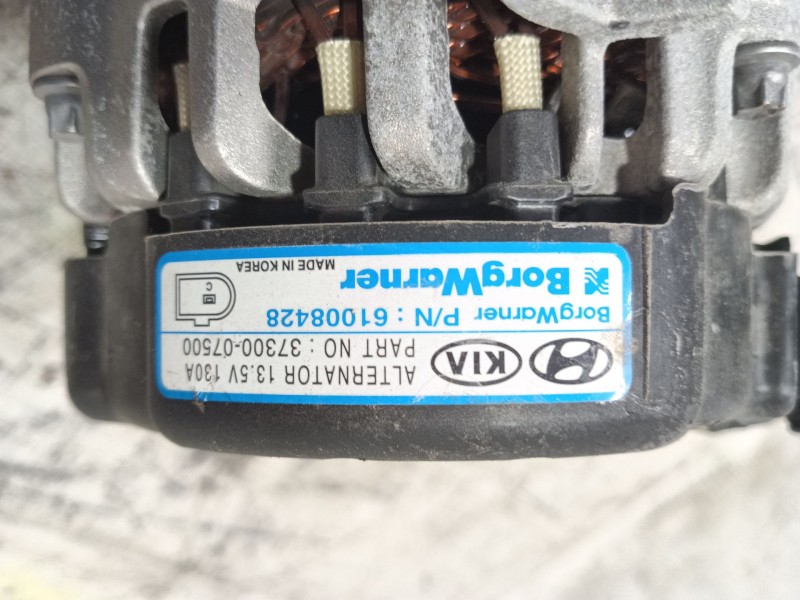 KIA
ALTERNATOR 13.5V 130A
PART NO : 37300-07500
BorgWarner P/N : 61008428
BorgWarner
MADE IN KOREA
C